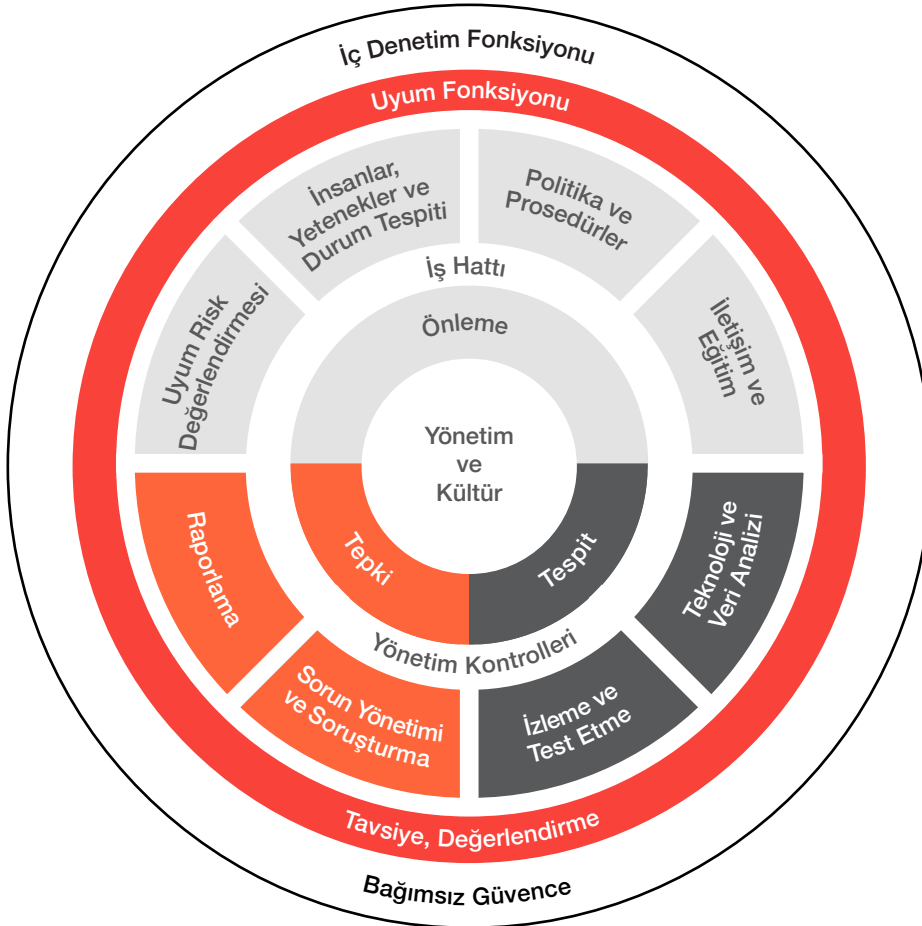 İç Denetim Fonksiyonu
Uyum Fonksiyonu
İnsanlar,
Yetenekler ve
Durum Tespiti
Politika ve
Prosedürler
İş Hattı
Uyum Risk
Değerlendirmesi
Önleme
İletişim ve
Eğitim
Yönetim
ve
Kültür
Raporlama
Tepki
Tespit
Teknoloji ve
Veri Analizi
Yönetim Kontrolleri
Sorun Yönetimi
ve Soruşturma
İzleme ve
Test Etme
Tavsiye, Değerlendirme
Bağımsız Güvence